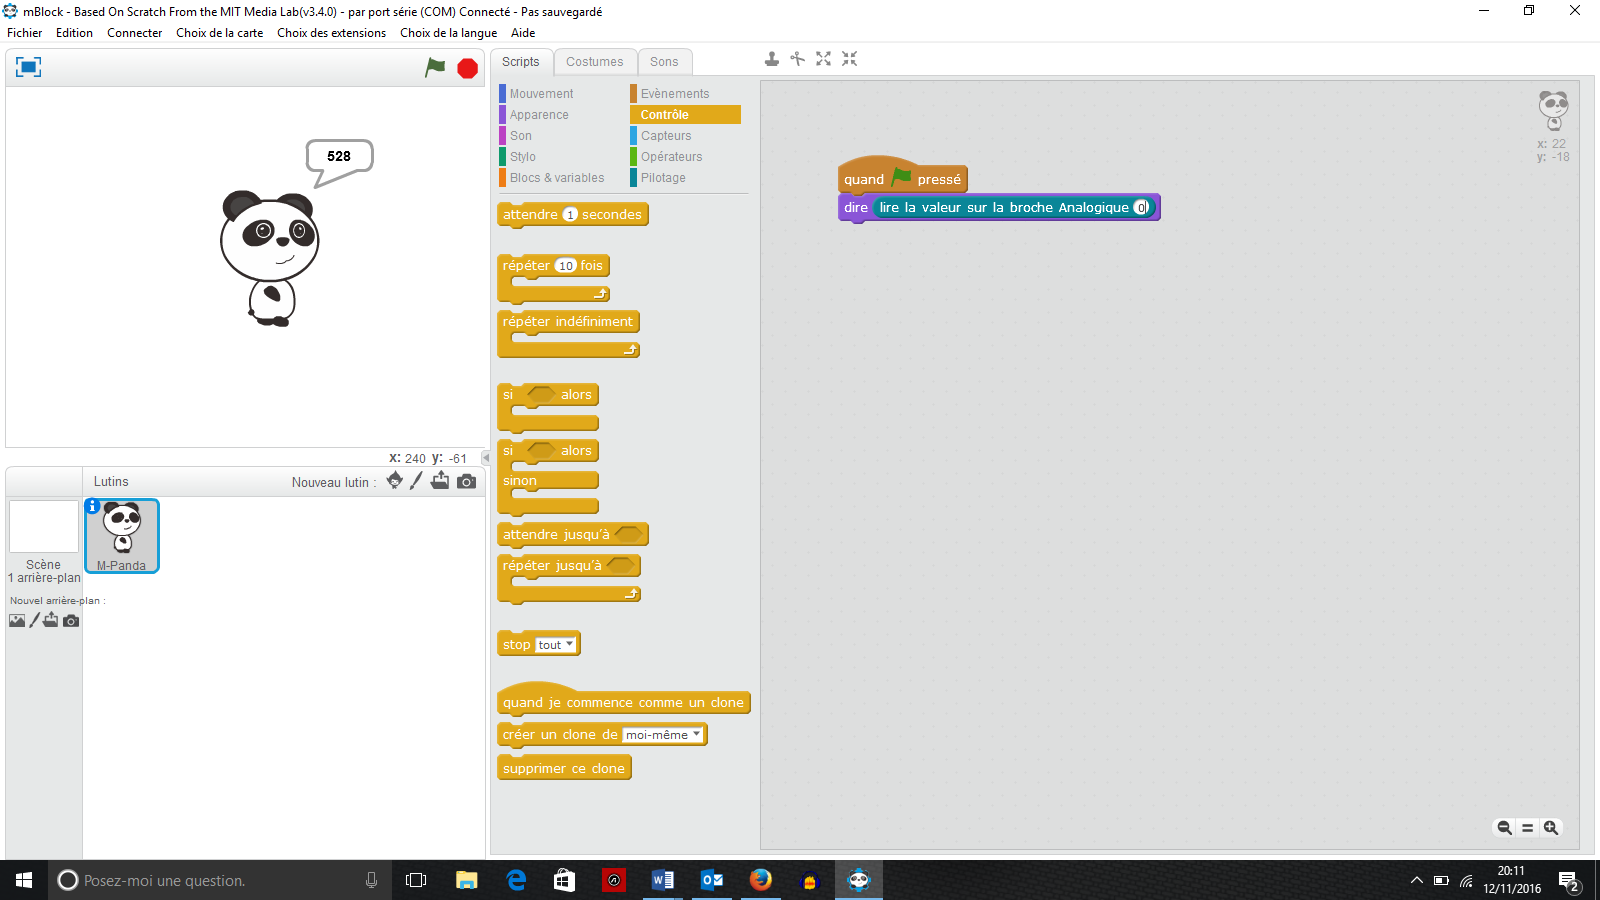 mBlock - Based On Scratch From the MIT Media Lab(v3.4.0) - par port série (COM) Connecté - Pas sauvegardé
Fichier Edition Connecter Choix de la carte Choix des extensions Choix de la langue Aide
Scripts Costumes Sons
Mouvement Evènements
Apparence Contrôle
Son Capteurs
Stylo Opérateurs
Blocs & variables Pilotage
528
attendre 1 secondes
répéter 10 fois
répéter indéfiniment
si alors
si alors
sinon
attendre jusqu'à
répéter jusqu'à
stop tout
quand je commence comme un clone
créer un clone de moi-même
supprimer ce clone
quand pressé
dire lire la valeur sur la broche Analogique 0
x: 22
y: -18
x: 240 y: -61
Lutins Nouveau lutin :
M-Panda
Scène
1 arrière-plan
Nouvel arrière-plan :
Posez-moi une question.
20:11
12/11/2016
2